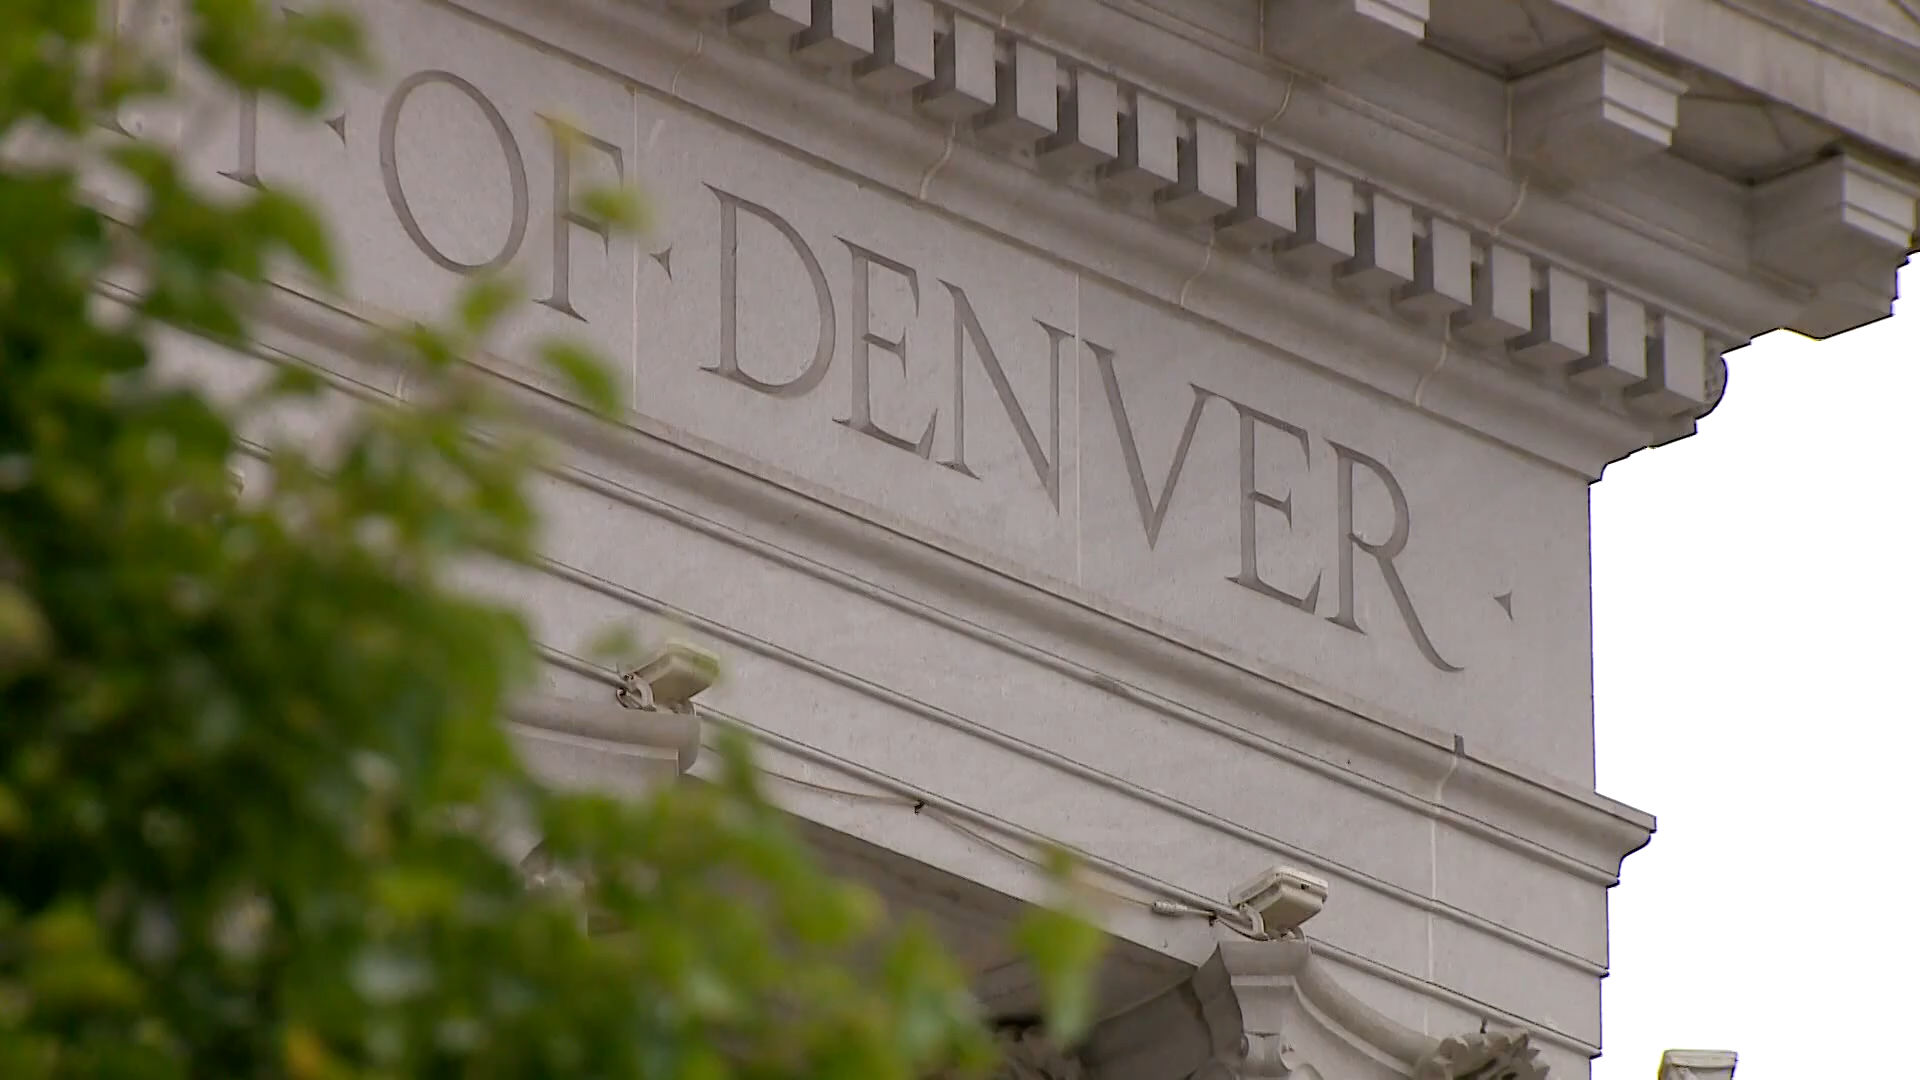 · OF · DENVER ·